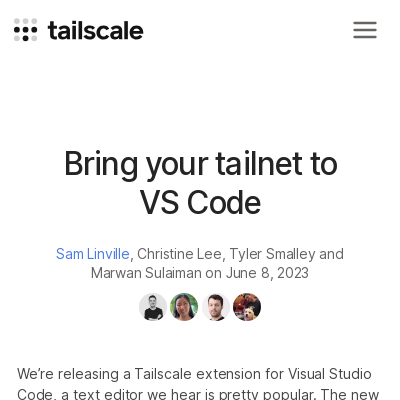 tailscale
Bring your tailnet to
VS Code
Sam Linville, Christine Lee, Tyler Smalley and
Marwan Sulaiman on June 8, 2023
We’re releasing a Tailscale extension for Visual Studio
Code, a text editor we hear is pretty popular. The new